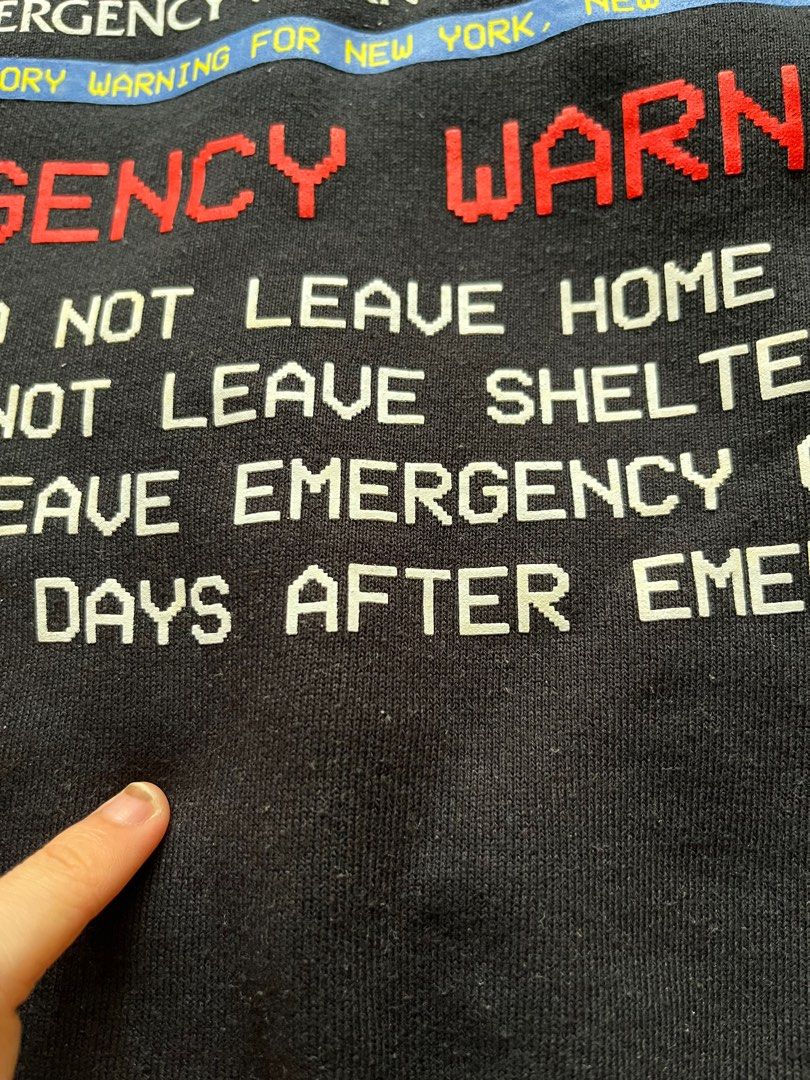 ERGENCY
ORY WARNING FOR NEW YORK, NEW
GENCY WARN
NOT LEAVE HOME
NOT LEAVE SHELTE
EAVE EMERGENCY
DAYS AFTER EME